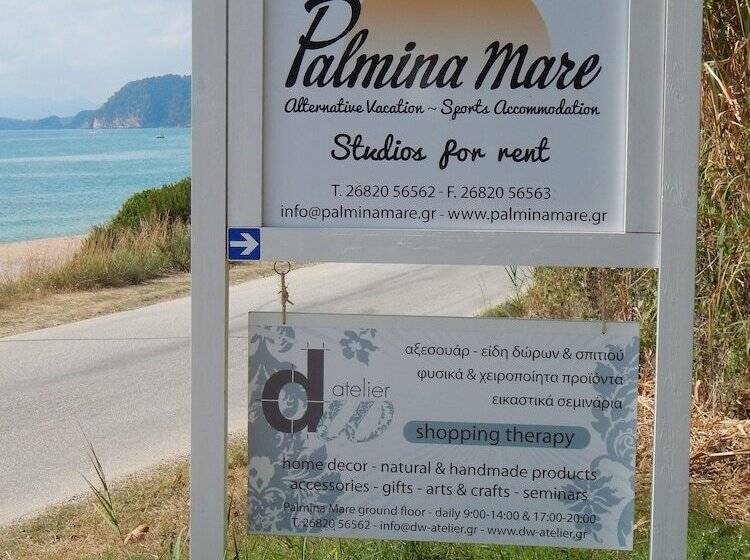 Palmina Mare
Alternative Vacation ~ Sports Accommodation
Studios for rent
T. 26820 56562 - F. 26820 56563
info@palminamare.gr - www.palminamare.gr
αξεσουάρ - είδη δώρων & σπιτιού
φυσικά & χειροποίητα προϊόντα
εικαστικά σεμινάρια
d
atelier
w
shopping therapy
home decor - natural & handmade products
accessories - gifts - arts & crafts - seminars
Palmina Mare ground floor - daily 9:00-14:00 & 17:00-20:00
T. 26820 56562 - info@dw-atelier.gr - www.dw-atelier.gr